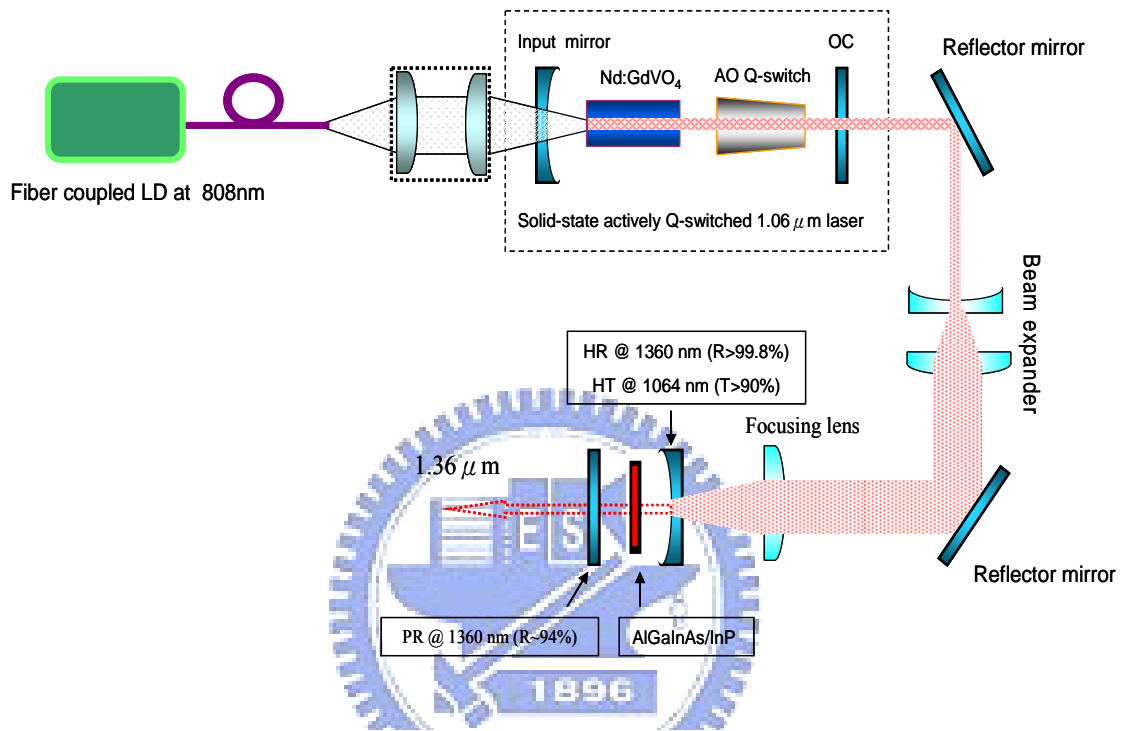 Input mirror
OC
Reflector mirror
Nd:GdVO₄
AO Q-switch
Fiber coupled LD at 808nm
Solid-state actively Q-switched 1.06 μm laser
Beam expander
HR @ 1360 nm (R>99.8%)
HT @ 1064 nm (T>90%)
Focusing lens
1.36 μm
ES
Reflector mirror
PR @ 1360 nm (R~94%)
AlGaInAs/InP
1896